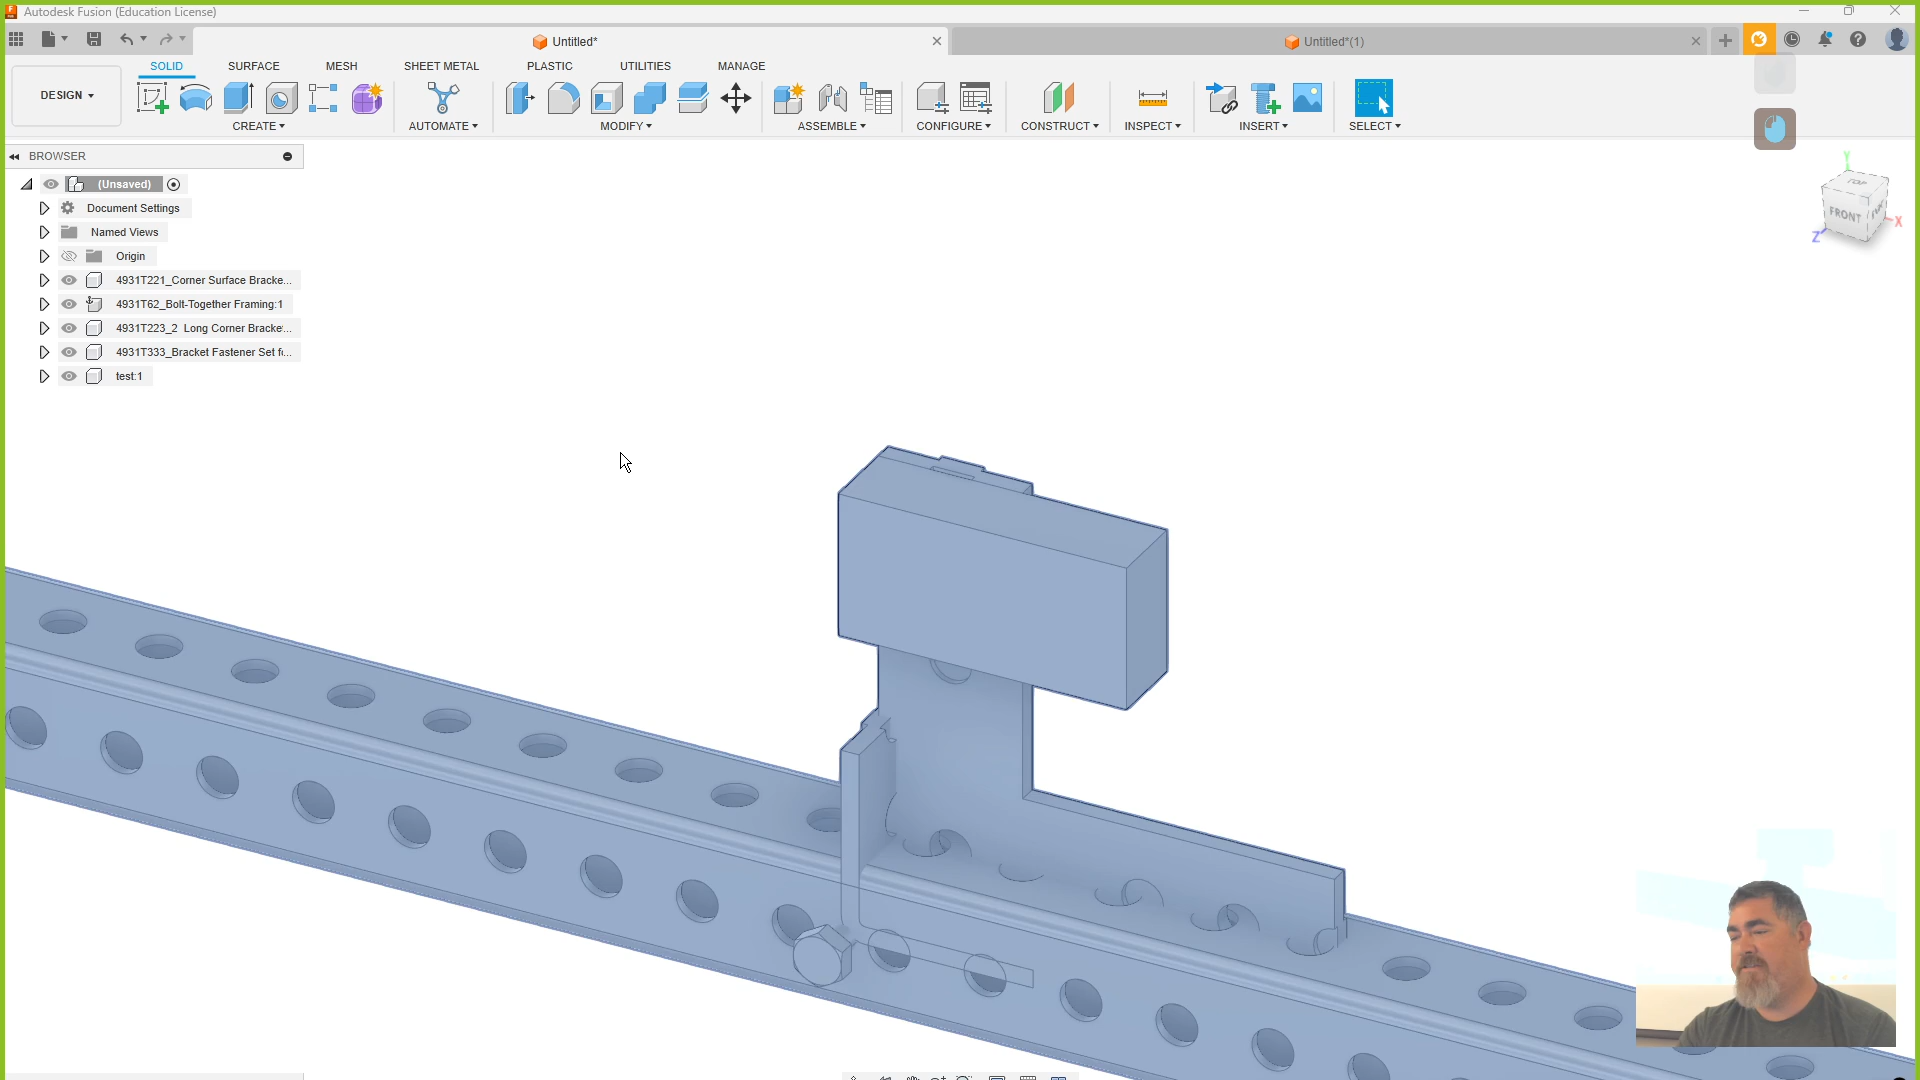 Autodesk Fusion (Education License)
Untitled*
Untitled*(1)
DESIGN
SOLID
SURFACE
MESH
SHEET METAL
PLASTIC
UTILITIES
MANAGE
CREATE
AUTOMATE
MODIFY
ASSEMBLE
CONFIGURE
CONSTRUCT
INSPECT
INSERT
SELECT
BROWSER
(Unsaved)
Document Settings
Named Views
Origin
4931T221_Corner Surface Bracke...
4931T62_Bolt-Together Framing:1
4931T223_2 Long Corner Bracke...
4931T333_Bracket Fastener Set f...
test:1
Y
TOP
FRONT
X
Z